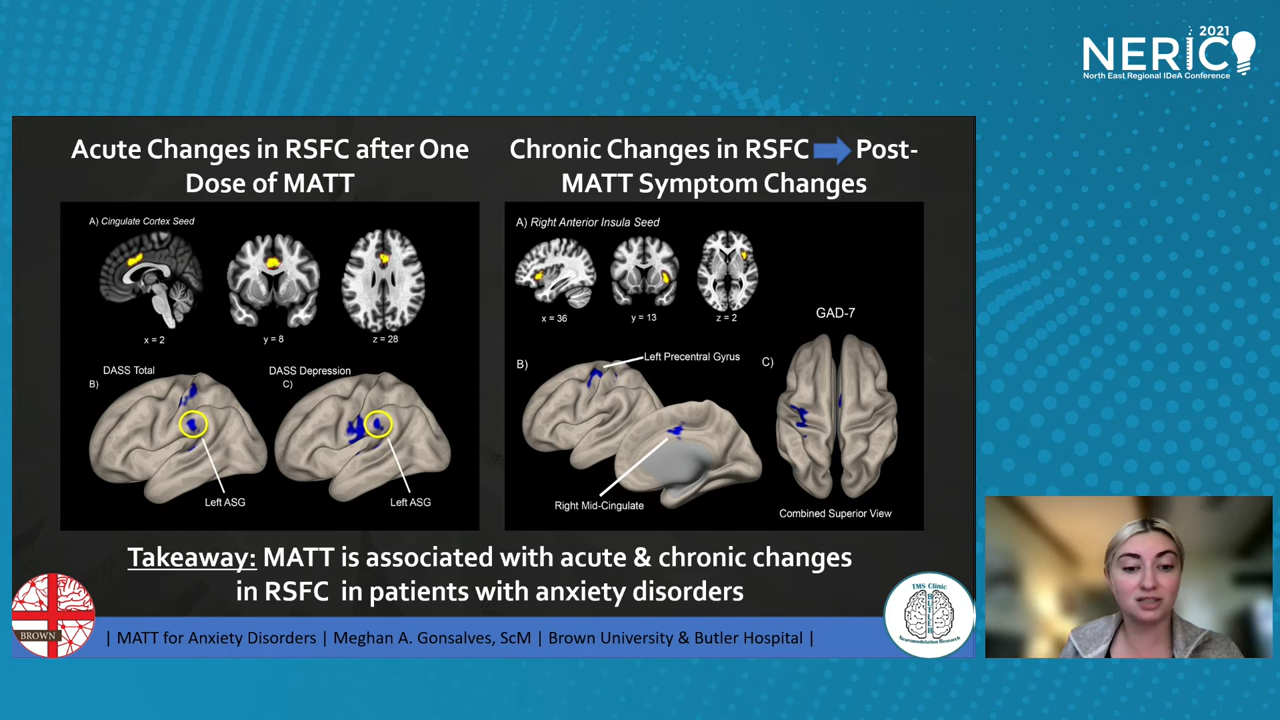 2021
NERIC
North East Regional IDeA Conference
Acute Changes in RSFC after One
Dose of MATT
Chronic Changes in RSFC Post-
MATT Symptom Changes
A) Cingulate Cortex Seed
x = 2
y = 8
z = 28
DASS Total
B)
DASS Depression
C)
Left ASG
Left ASG
A) Right Anterior Insula Seed
x = 36
y = 13
z = 2
GAD-7
B)
Left Precentral Gyrus
C)
Right Mid-Cingulate
Combined Superior View
Takeaway: MATT is associated with acute & chronic changes
in RSFC in patients with anxiety disorders
BROWN
| MATT for Anxiety Disorders | Meghan A. Gonsalves, ScM | Brown University & Butler Hospital |
TMS Clinic
BUTLER
Neuromodulation Research